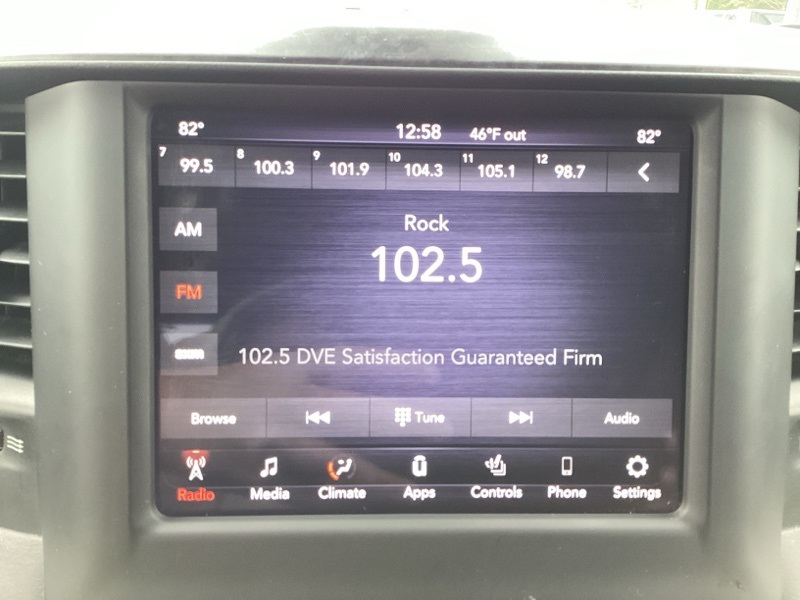 82° 12:58 46°F out 82°
7 99.5 8 100.3 9 101.9 10 104.3 11 105.1 12 98.7
AM
Rock
102.5
FM
sxm
102.5 DVE Satisfaction Guaranteed Firm
Browse Tune Audio
Radio Media Climate Apps Controls Phone Settings